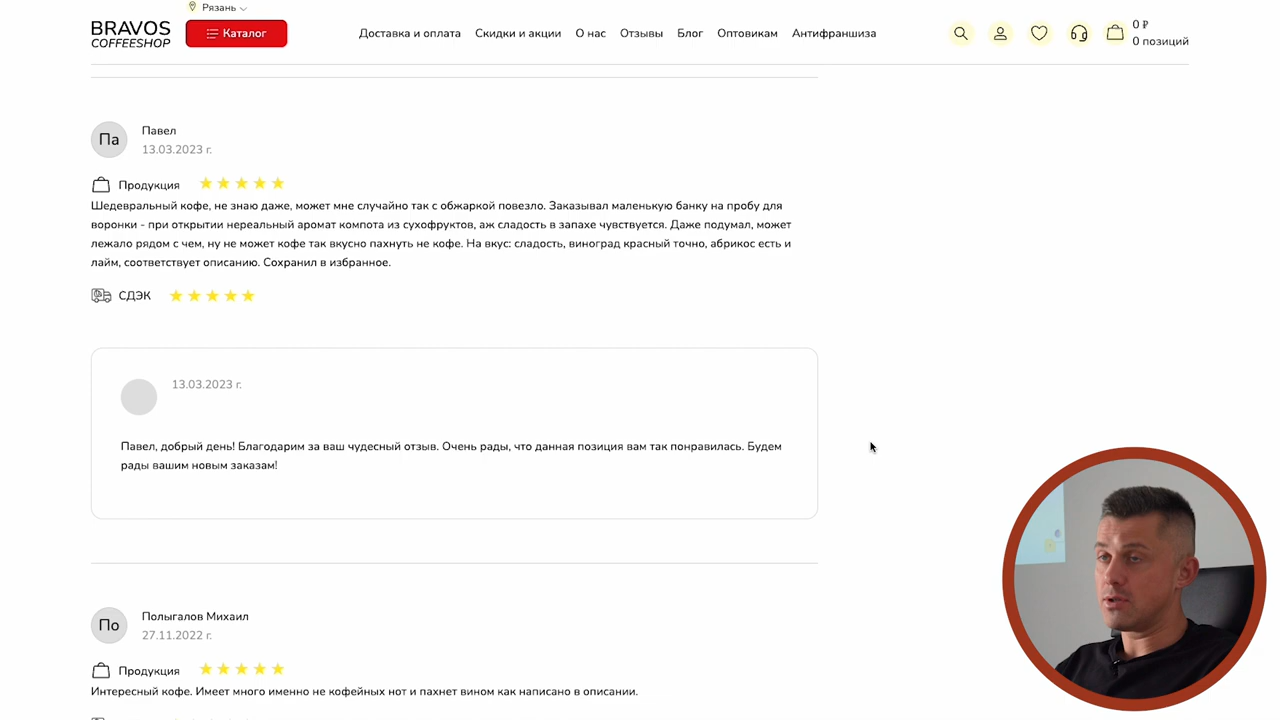 Рязань
BRAVOS
COFFEESHOP
Каталог
Доставка и оплата
Скидки и акции
О нас
Отзывы
Блог
Оптовикам
Антифраншиза
0 ₽
0 позиций
Па
Павел
13.03.2023 г.
Продукция
Шедевральный кофе, не знаю даже, может мне случайно так с обжаркой повезло. Заказывал маленькую банку на пробу для
воронки - при открытии нереальный аромат компота из сухофруктов, аж сладость в запахе чувствуется. Даже подумал, может
лежало рядом с чем, ну не может кофе так вкусно пахнуть не кофе. На вкус: сладость, виноград красный точно, абрикос есть и
лайм, соответствует описанию. Сохранил в избранное.
СДЭК
13.03.2023 г.
Павел, добрый день! Благодарим за ваш чудесный отзыв. Очень рады, что данная позиция вам так понравилась. Будем
рады вашим новым заказам!
По
Полыгалов Михаил
27.11.2022 г.
Продукция
Интересный кофе. Имеет много именно не кофейных нот и пахнет вином как написано в описании.